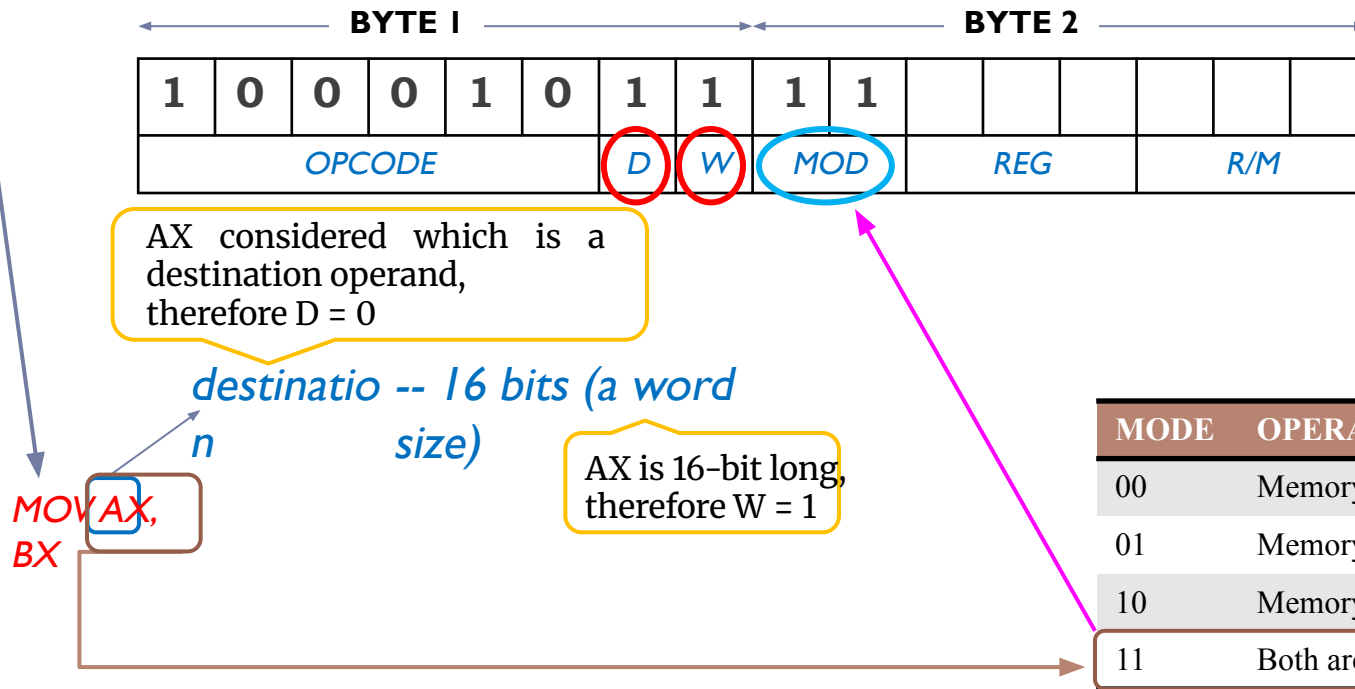 BYTE 1 BYTE 2
1 0 0 0 1 0 1 1 1 1
OPCODE D W MOD REG R/M
AX considered which is a
destination operand,
therefore D = 0
destinatio -- 16 bits (a word
n size)
AX is 16-bit long,
therefore W = 1
MOV AX,
BX
MODE
00
01
10
11 Both